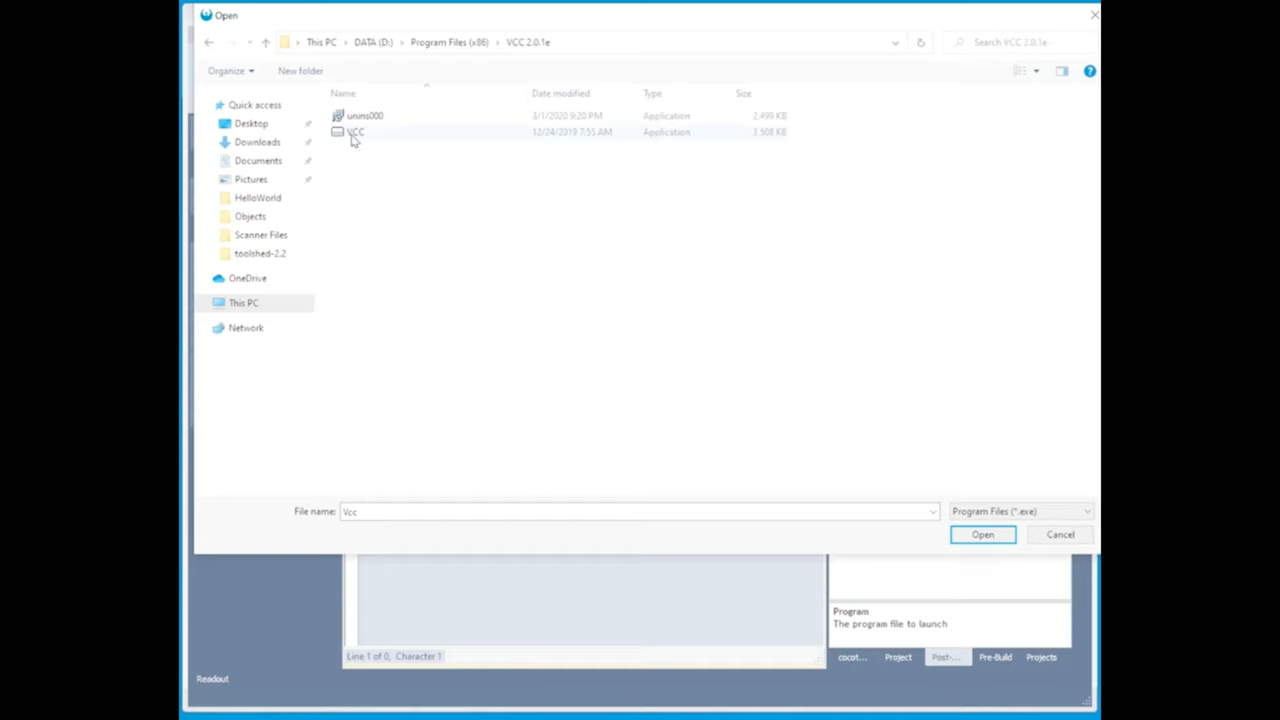 Open
This PC > DATA (D:) > Program Files (x86) > VCC 2.0.1e
Search VCC 2.0.1e
Organize
New folder
Name Date modified Type Size
Quick access
Desktop
Downloads
Documents
Pictures
HelloWorld
Objects
Scanner Files
toolshed-2.2
OneDrive
This PC
Network
unins000 3/1/2020 9:20 PM Application 2,499 KB
VCC 12/24/2019 7:55 AM Application 3,508 KB
File name: Vcc Program Files (*.exe)
Open Cancel
Program
The program file to launch
Line 1 of 0, Character 1
cocot... Project Post-... Pre-Build Projects
Readout